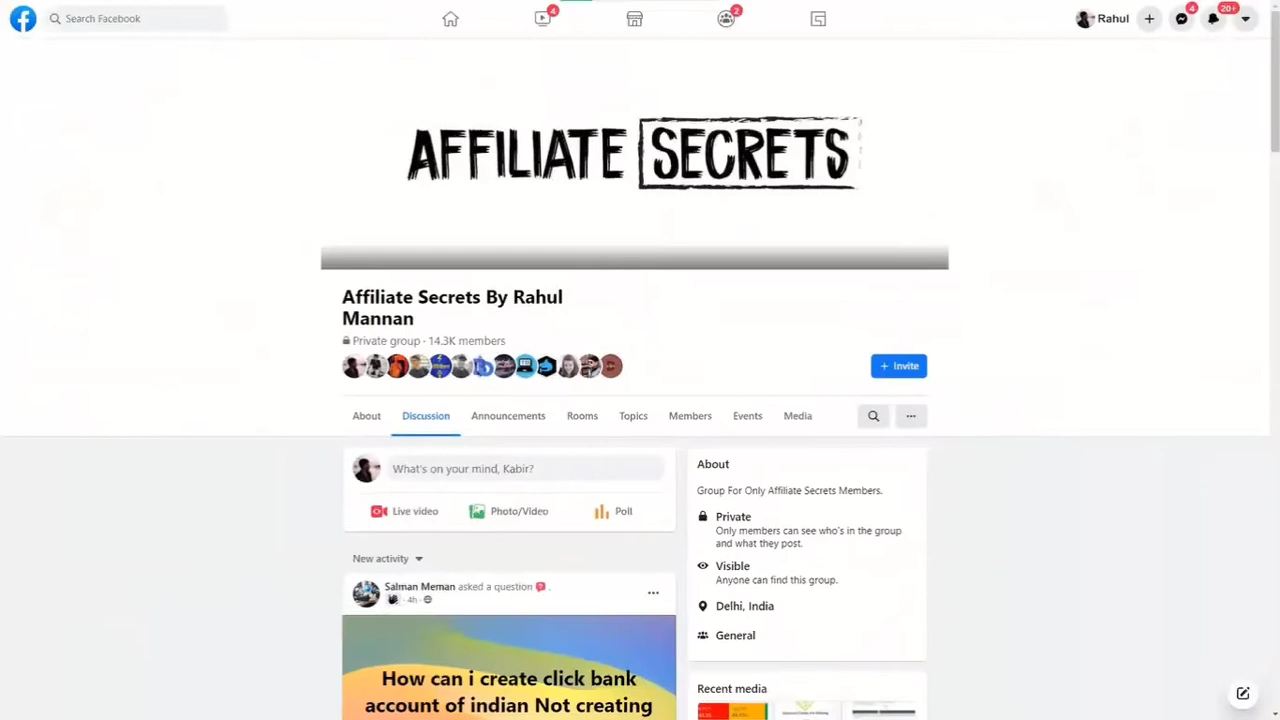 Search Facebook
4
2
Rahul
4
20+
AFFILIATE SECRETS
Affiliate Secrets By Rahul
Mannan
Private group · 14.3K members
+ Invite
About Discussion Announcements Rooms Topics Members Events Media
What's on your mind, Kabir?
Live video Photo/Video Poll
New activity
Salman Meman asked a question
4h
How can i create click bank
account of indian Not creating
About
Group For Only Affiliate Secrets Members.
Private
Only members can see who's in the group
and what they post.
Visible
Anyone can find this group.
Delhi, India
General
Recent media